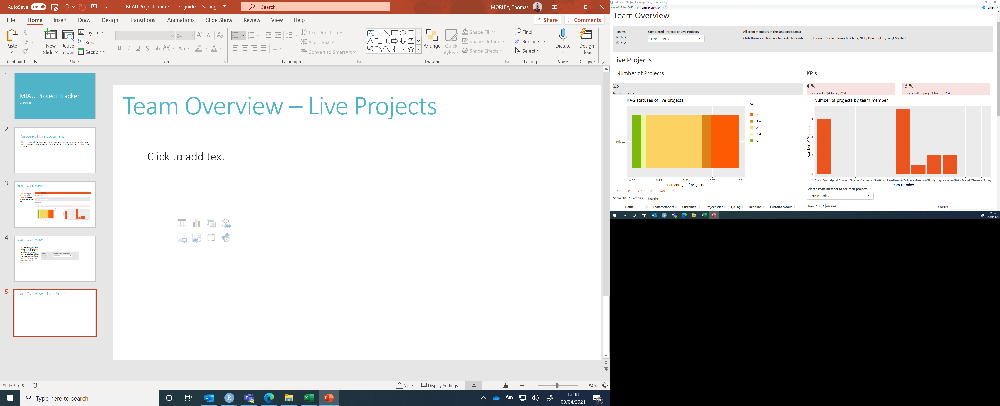 AutoSave On MIAU Project Tracker User guide - Saving... Search MORLEY, Thomas
File Home Insert Draw Design Transitions Animations Slide Show Review View Help Share Comments
Paste New Slide Reuse Slides Layout Reset Section
24
B I U S ab AV Aa A
Text Direction
Align Text
Convert to SmartArt
Arrange Quick Styles Shape Fill Shape Outline Shape Effects
Find
Replace
Select
Dictate Design Ideas
Clipboard Slides Font Paragraph Drawing Editing Voice Designer
1
MIAU Project Tracker
User guide
2
Purpose of this document
This document will demonstrate how to use the project tracker to log live, completed
and upcoming projects, as well as how to extract and update information about these
projects.
3
Team Overview
The app opens
on the team
overview page,
which looks like
this
4
Team Overview
The bar along the top
of the page allows you
to select which team
you want to look at (as
many as you like!) and
whether to focus on
completed or live
projects.
5
Team Overview – Live Projects
Team Overview – Live Projects
Click to add text
Slide 5 of 5 Notes Display Settings 94%
Type here to search
13:48
09/04/2021
13
~/Projects/Project Tracker/project_tracker - Shiny
http://127.0.0.1:5087 Open in Browser Publish
Team Overview
Teams:
MIAU
SFA
Completed Projects or Live Projects
Live Projects
All team members in the selected teams:
Chris Bromley, Thomas Clements, Nick Adamson, Thomas Morley, James McGlade, Nicky Brassington, Daryl Gowlett
Live Projects
Number of Projects
KPIs
23
No. of Projects
4 %
Projects with QA logs (90%)
13 %
Projects with a project brief (90%)
RAG statuses of live projects
RAG
R
R-A
A
A-G
G
Projects
0.00 0.25 0.50 0.75 1.00
Percentage of projects
Number of projects by team member
Number of Projects
6
4
2
0
Chris Bromley Daryl Gowlett Elizabeth James McGlade Greenwood Maddy Hay Nick Adamson Nicky Brassington Thomas Morley
Team Member
All R R-A A A-G G
Show 10 entries Search:
Name TeamMembers Customer ProjectBrief QALog Deadline CustomerGroup
Select a team member to see their projects
Chris Bromley
Show 10 entries Search:
13:48
09/04/2021